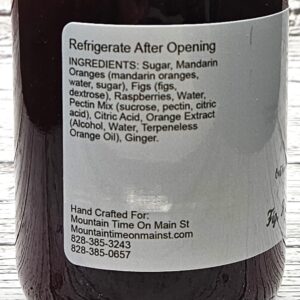 Refrigerate After Opening
INGREDIENTS: Sugar, Mandarin
Oranges (mandarin oranges,
water, sugar), Figs (figs,
dextrose), Raspberries, Water,
Pectin Mix (sucrose, pectin, citric
acid), Citric Acid, Orange Extract
(Alcohol, Water, Terpeneless
Orange Oil), Ginger.
Hand Crafted For:
Mountain Time On Main St
Mountaintimeonmainst.com
828-385-3243
828-385-0657